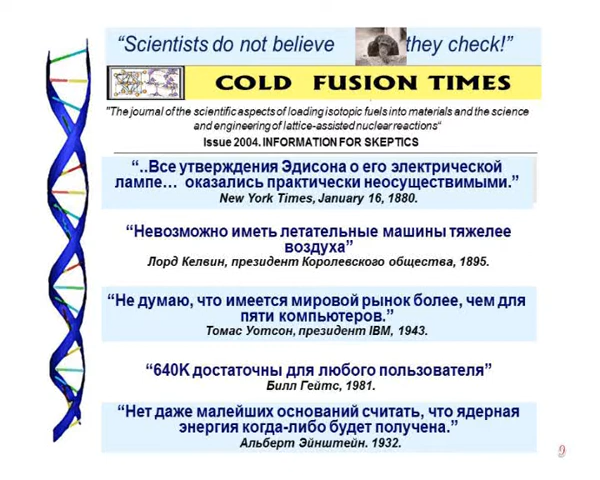 “Scientists do not believe they check!”
COLD FUSION TIMES
"The journal of the scientific aspects of loading isotopic fuels into materials and the science
and engineering of lattice-assisted nuclear reactions“
Issue 2004. INFORMATION FOR SKEPTICS
“..Все утверждения Эдисона о его электрической
лампе… оказались практически неосуществимыми.”
New York Times, January 16, 1880.
“Невозможно иметь летательные машины тяжелее
воздуха”
Лорд Келвин, президент Королевского общества, 1895.
“Не думаю, что имеется мировой рынок более, чем для
пяти компьютеров.”
Томас Уотсон, президент IBM, 1943.
“640K достаточны для любого пользователя”
Билл Гейтс, 1981.
“Нет даже малейших оснований считать, что ядерная
энергия когда-либо будет получена.”
Альберт Эйнштейн. 1932.
9